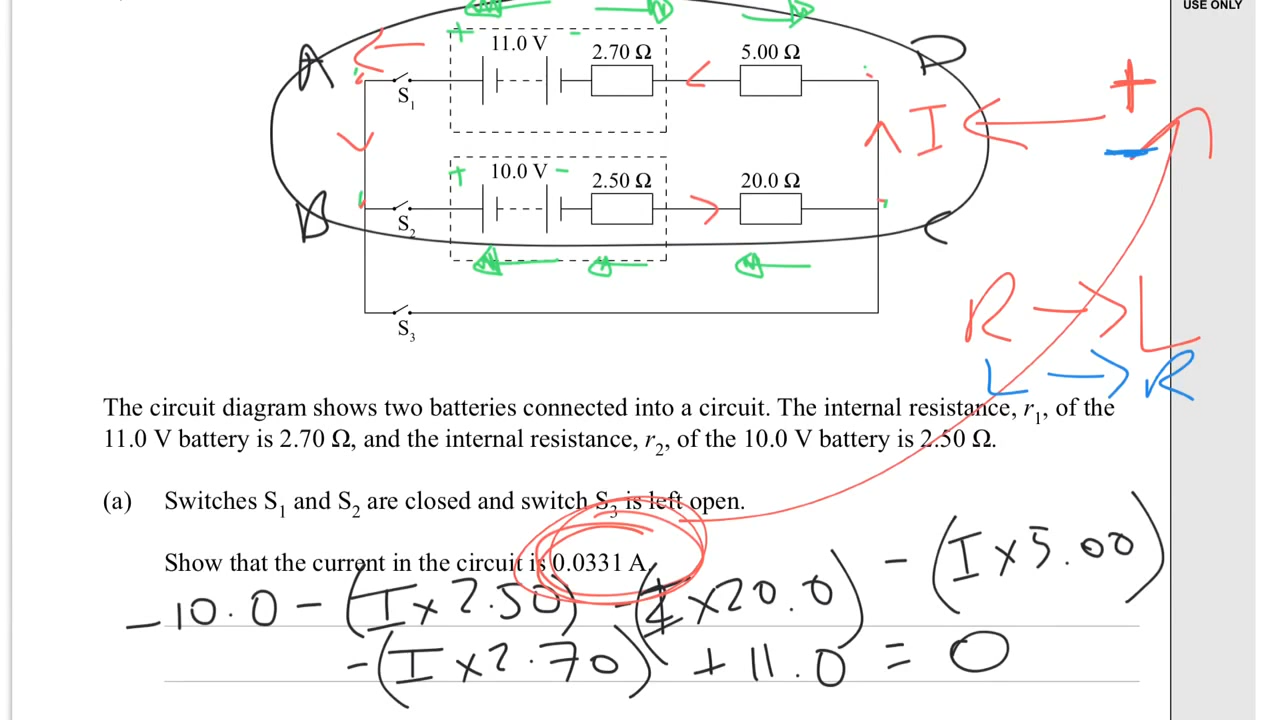 USE ONLY
+ - 11.0 V 2.70 Ω 5.00 Ω
A D
S1
I + -
+ 10.0 V - 2.50 Ω 20.0 Ω
B C
S2
S3
R → L
L → R
The circuit diagram shows two batteries connected into a circuit. The internal resistance, r1, of the
11.0 V battery is 2.70 Ω, and the internal resistance, r2, of the 10.0 V battery is 2.50 Ω.
(a) Switches S1 and S2 are closed and switch S3 is left open.
Show that the current in the circuit is 0.0331 A.
-10.0 - (I × 2.50) - (I × 20.0) - (I × 5.00)
-(I × 2.70) + 11.0 = 0